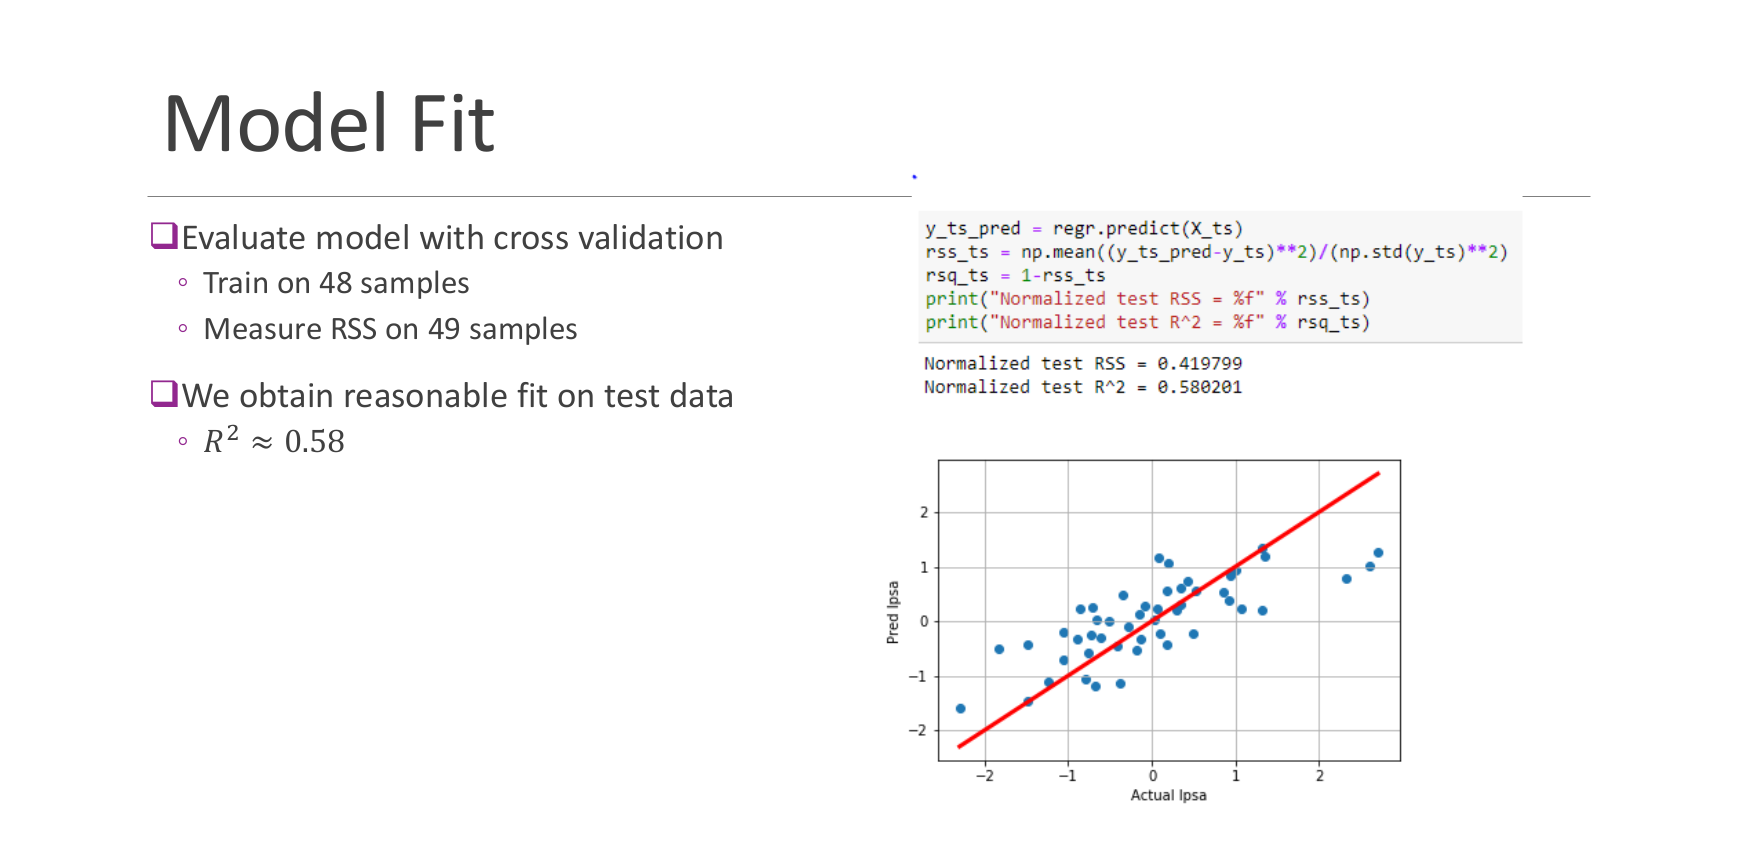 Model Fit
❑Evaluate model with cross validation
◦ Train on 48 samples
◦ Measure RSS on 49 samples
❑We obtain reasonable fit on test data
◦ R² ≈ 0.58
y_ts_pred = regr.predict(X_ts)
rss_ts = np.mean((y_ts_pred-y_ts)**2)/(np.std(y_ts)**2)
rsq_ts = 1-rss_ts
print("Normalized test RSS = %f" % rss_ts)
print("Normalized test R^2 = %f" % rsq_ts)
Normalized test RSS = 0.419799
Normalized test R^2 = 0.580201
Pred lpsa
2
1
0
−1
−2
−2 −1 0 1 2
Actual lpsa